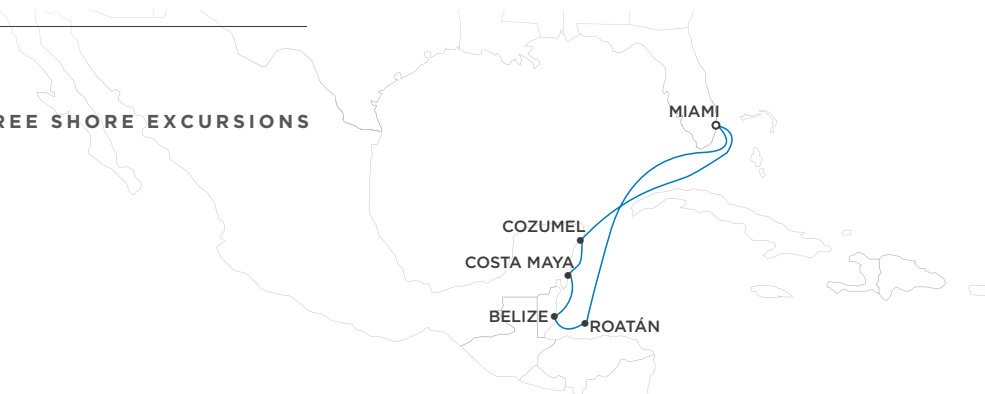 MIAMI
REE SHORE EXCURSIONS
COZUMEL
COSTA MAYA
BELIZE
ROATÁN